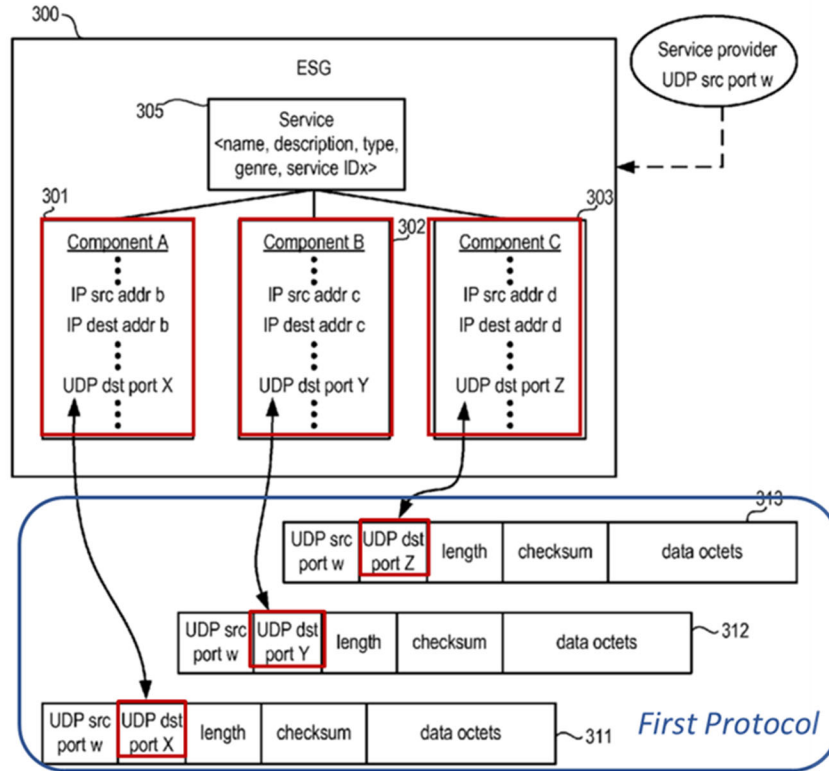 300
ESG
Service provider
UDP src port w
305
Service
<name, description, type,
genre, service IDx>
301
Component A
IP src addr b
IP dest addr b
UDP dst port X
302
Component B
IP src addr c
IP dest addr c
UDP dst port Y
303
Component C
IP src addr d
IP dest addr d
UDP dst port Z
313
UDP src
port w
UDP dst
port Z
length
checksum
data octets
312
UDP src
port w
UDP dst
port Y
length
checksum
data octets
311
UDP src
port w
UDP dst
port X
length
checksum
data octets
First Protocol